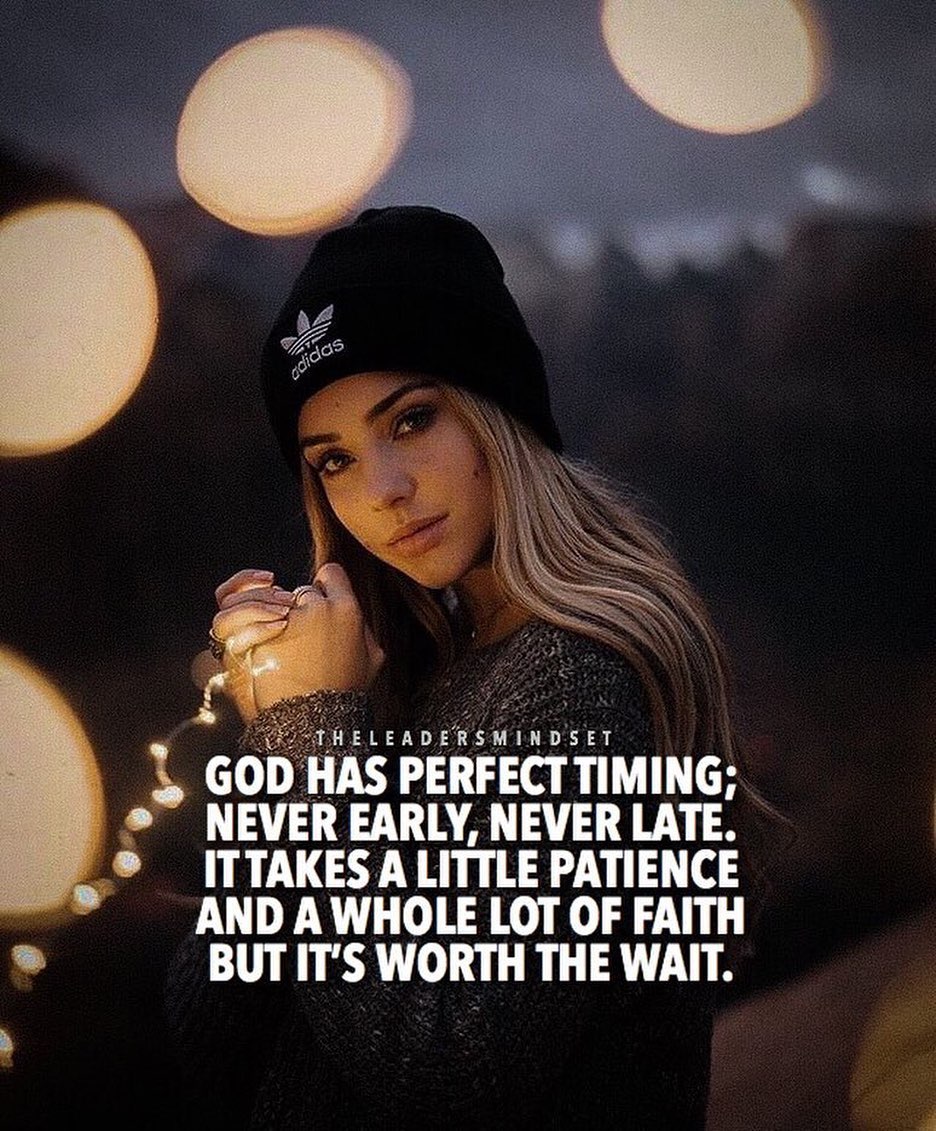 adidas
THELEADERSMINDSET
GOD HAS PERFECT TIMING;
NEVER EARLY, NEVER LATE.
IT TAKES A LITTLE PATIENCE
AND A WHOLE LOT OF FAITH
BUT IT'S WORTH THE WAIT.